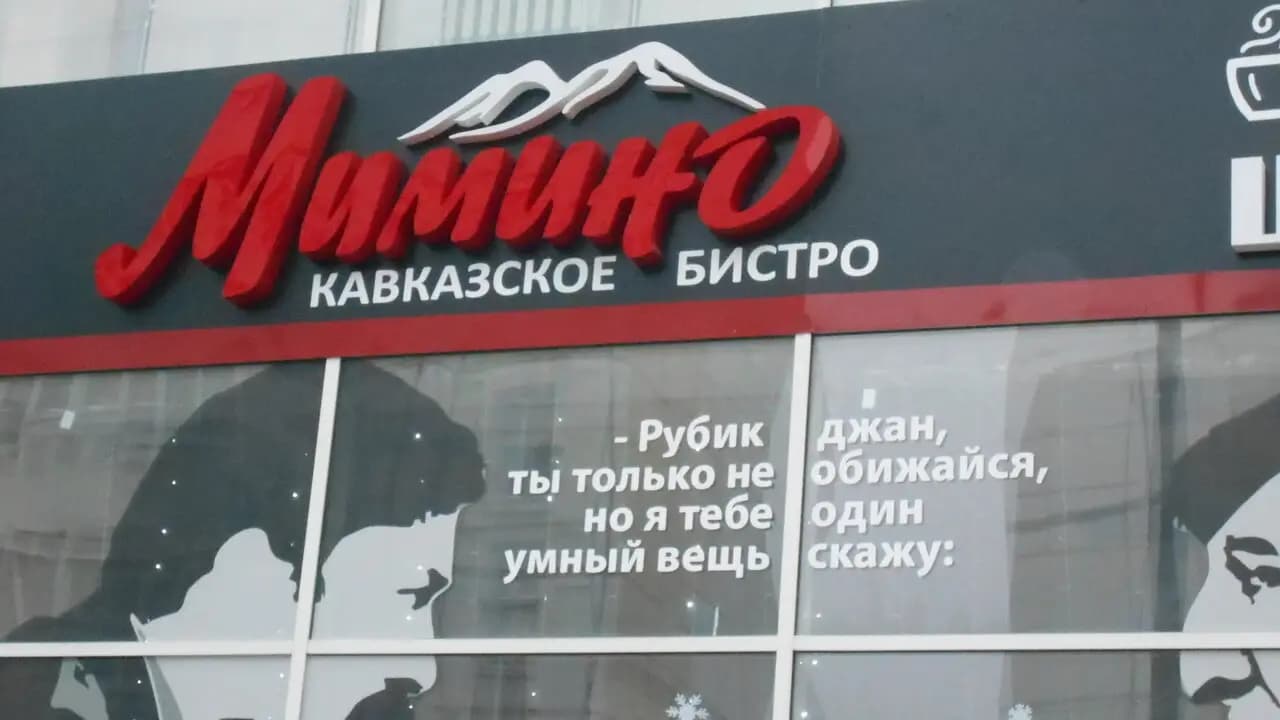 Мимино
КАВКАЗСКОЕ БИСТРО
- Рубик джан,
ты только не обижайся,
но я тебе один
умный вещь скажу: